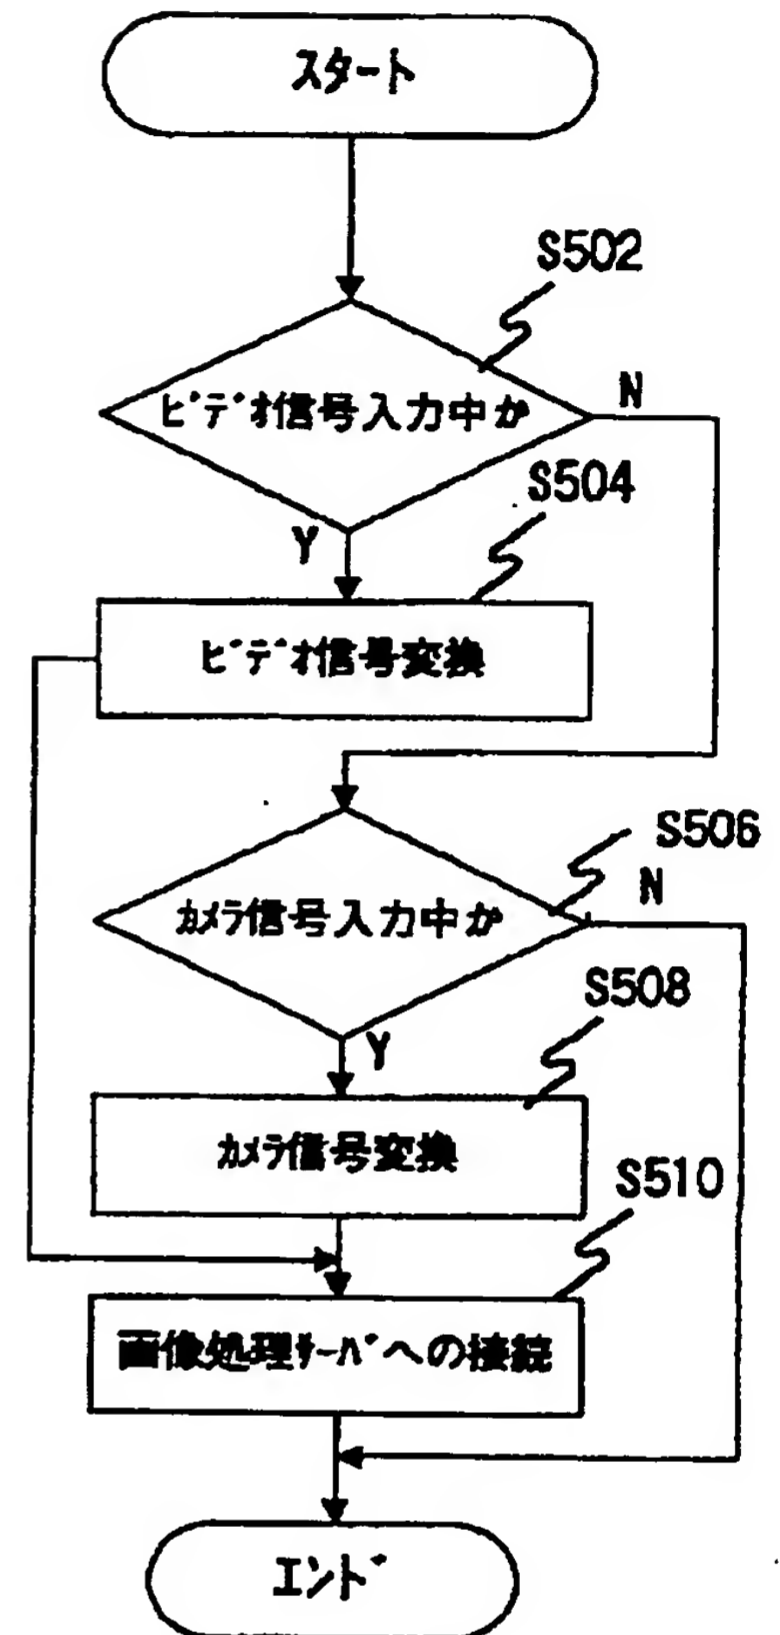 スタート
S502
ﾋﾞﾃﾞｵ信号入力中か
N
S504
Y
ﾋﾞﾃﾞｵ信号変換
S506
N
ｶﾒﾗ信号入力中か
S508
Y
ｶﾒﾗ信号変換
S510
画像処理ｻｰﾊﾞへの接続
エンド